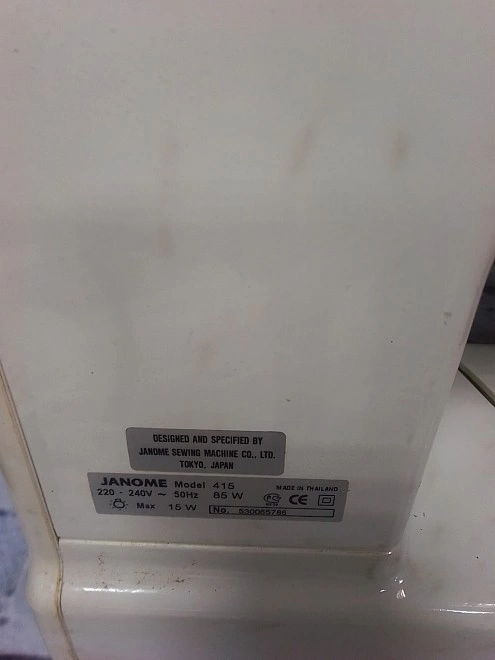 DESIGNED AND SPECIFIED BY
JANOME SEWING MACHINE CO., LTD.
TOKYO, JAPAN
JANOME Model 415 MADE IN THAILAND
220 - 240V ~ 50Hz 85 W CE
Max 15 W No. 530055786